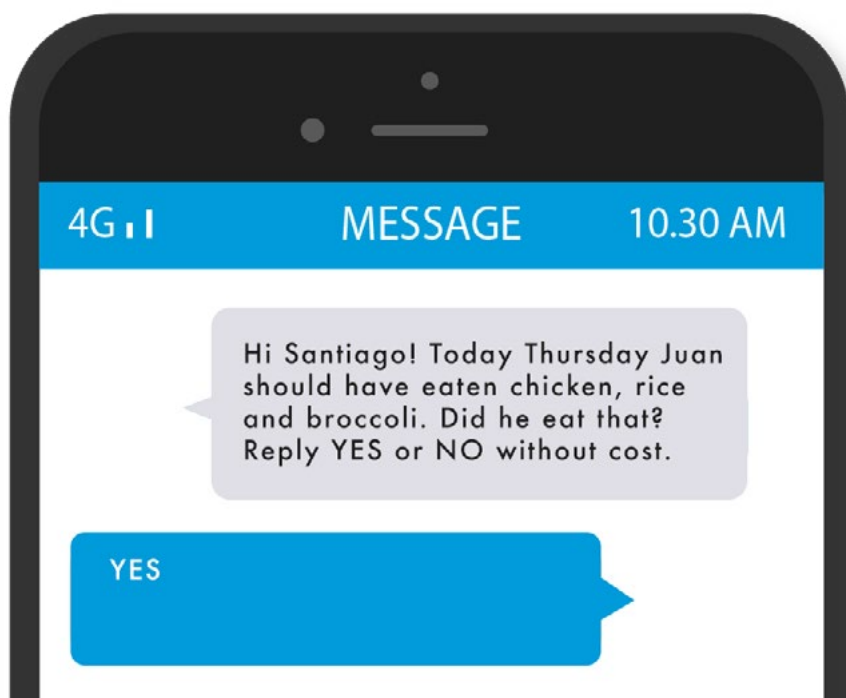 4G MESSAGE 10.30 AM
Hi Santiago! Today Thursday Juan
should have eaten chicken, rice
and broccoli. Did he eat that?
Reply YES or NO without cost.
YES